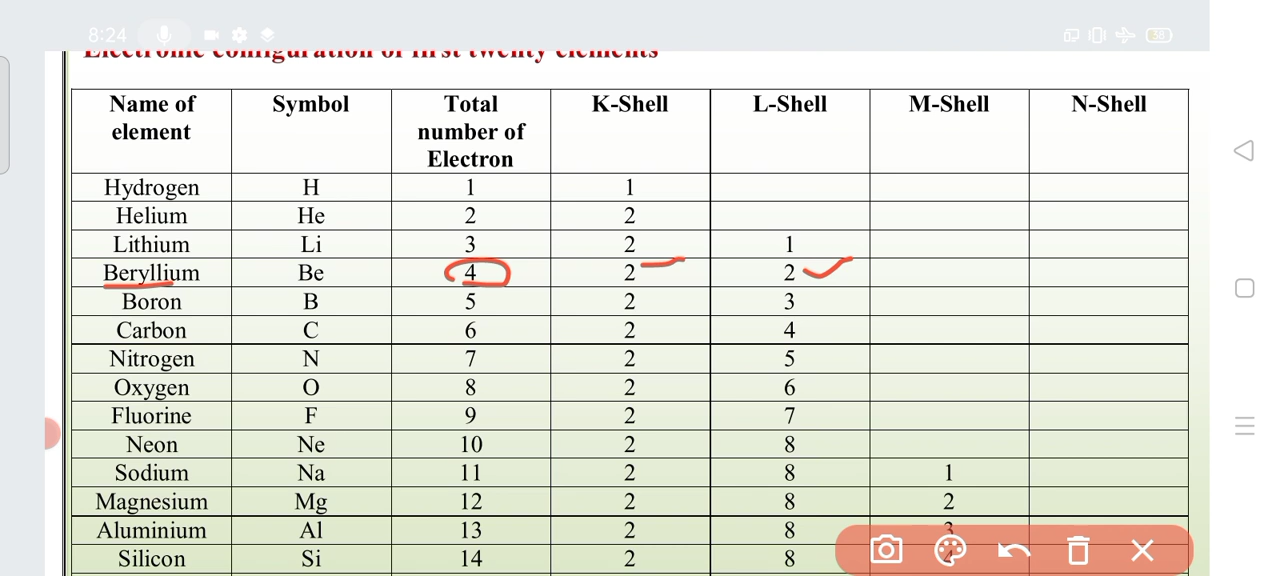 8:24
38
Electronic configuration of first twenty elements
Name of element Symbol Total number of Electron K-Shell L-Shell M-Shell N-Shell
Hydrogen H 1 1
Helium He 2 2
Lithium Li 3 2 1
Beryllium Be 4 2 2
Boron B 5 2 3
Carbon C 6 2 4
Nitrogen N 7 2 5
Oxygen O 8 2 6
Fluorine F 9 2 7
Neon Ne 10 2 8
Sodium Na 11 2 8 1
Magnesium Mg 12 2 8 2
Aluminium Al 13 2 8 3
Silicon Si 14 2 8 4